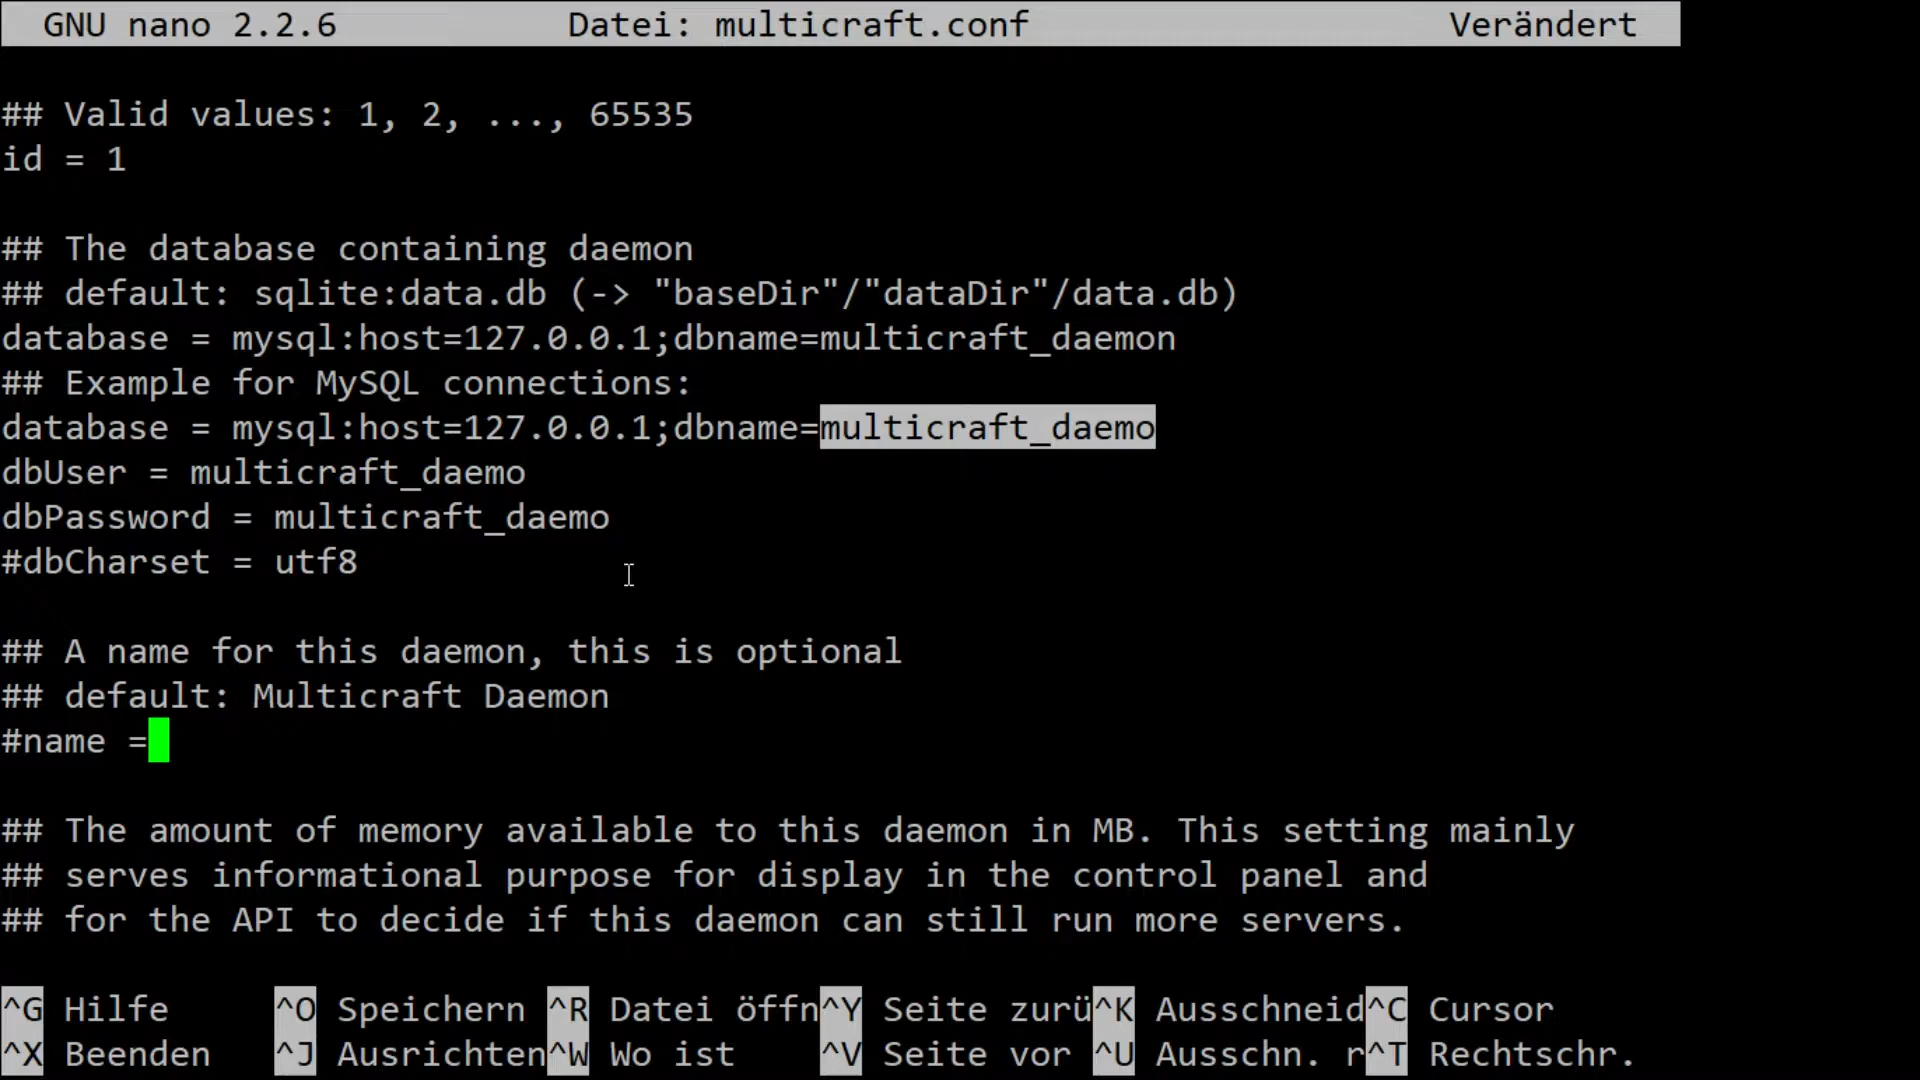 GNU nano 2.2.6 Datei: multicraft.conf Verändert
## Valid values: 1, 2, ..., 65535
id = 1
## The database containing daemon
## default: sqlite:data.db (-> "baseDir"/"dataDir"/data.db)
database = mysql:host=127.0.0.1;dbname=multicraft_daemon
## Example for MySQL connections:
database = mysql:host=127.0.0.1;dbname=multicraft_daemo
dbUser = multicraft_daemo
dbPassword = multicraft_daemo
#dbCharset = utf8
## A name for this daemon, this is optional
## default: Multicraft Daemon
#name =
## The amount of memory available to this daemon in MB. This setting mainly
## serves informational purpose for display in the control panel and
## for the API to decide if this daemon can still run more servers.
^G Hilfe ^O Speichern ^R Datei öffn^Y Seite zurü^K Ausschneid^C Cursor
^X Beenden ^J Ausrichten^W Wo ist ^V Seite vor ^U Ausschn. r^T Rechtschr.